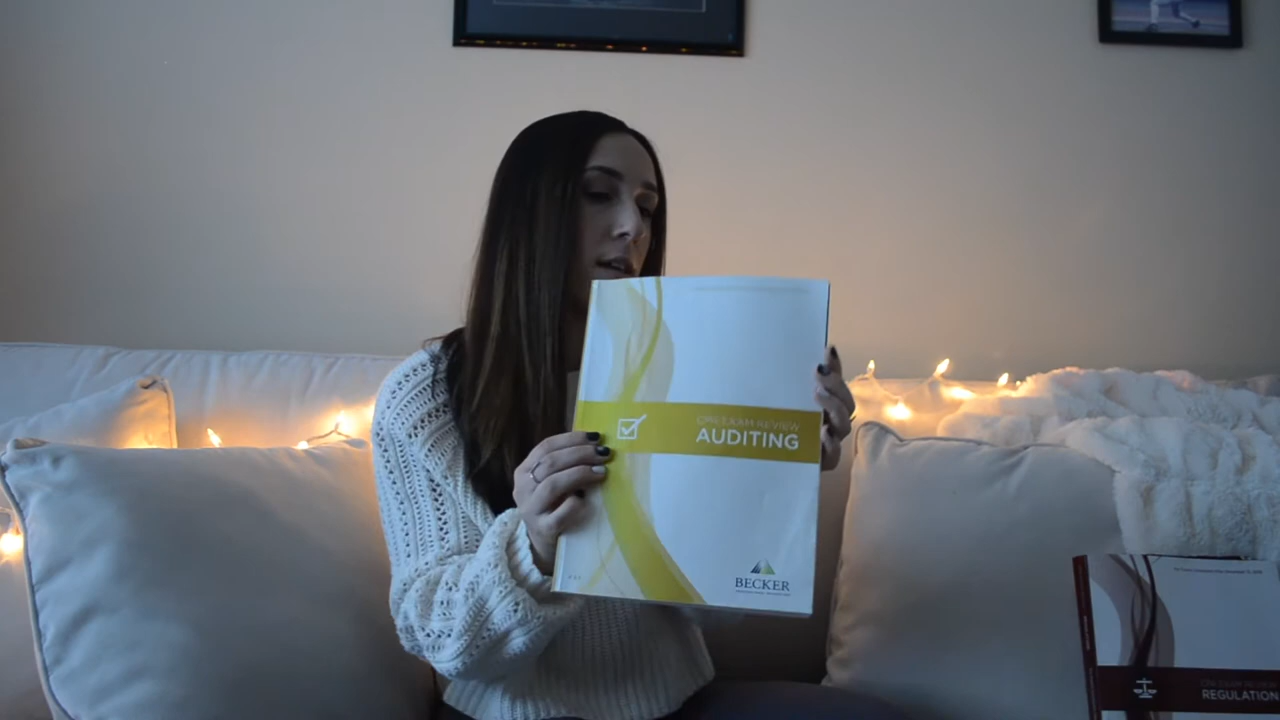 CPA EXAM REVIEW
AUDITING
BECKER
CPA EXAM REVIEW
REGULATION